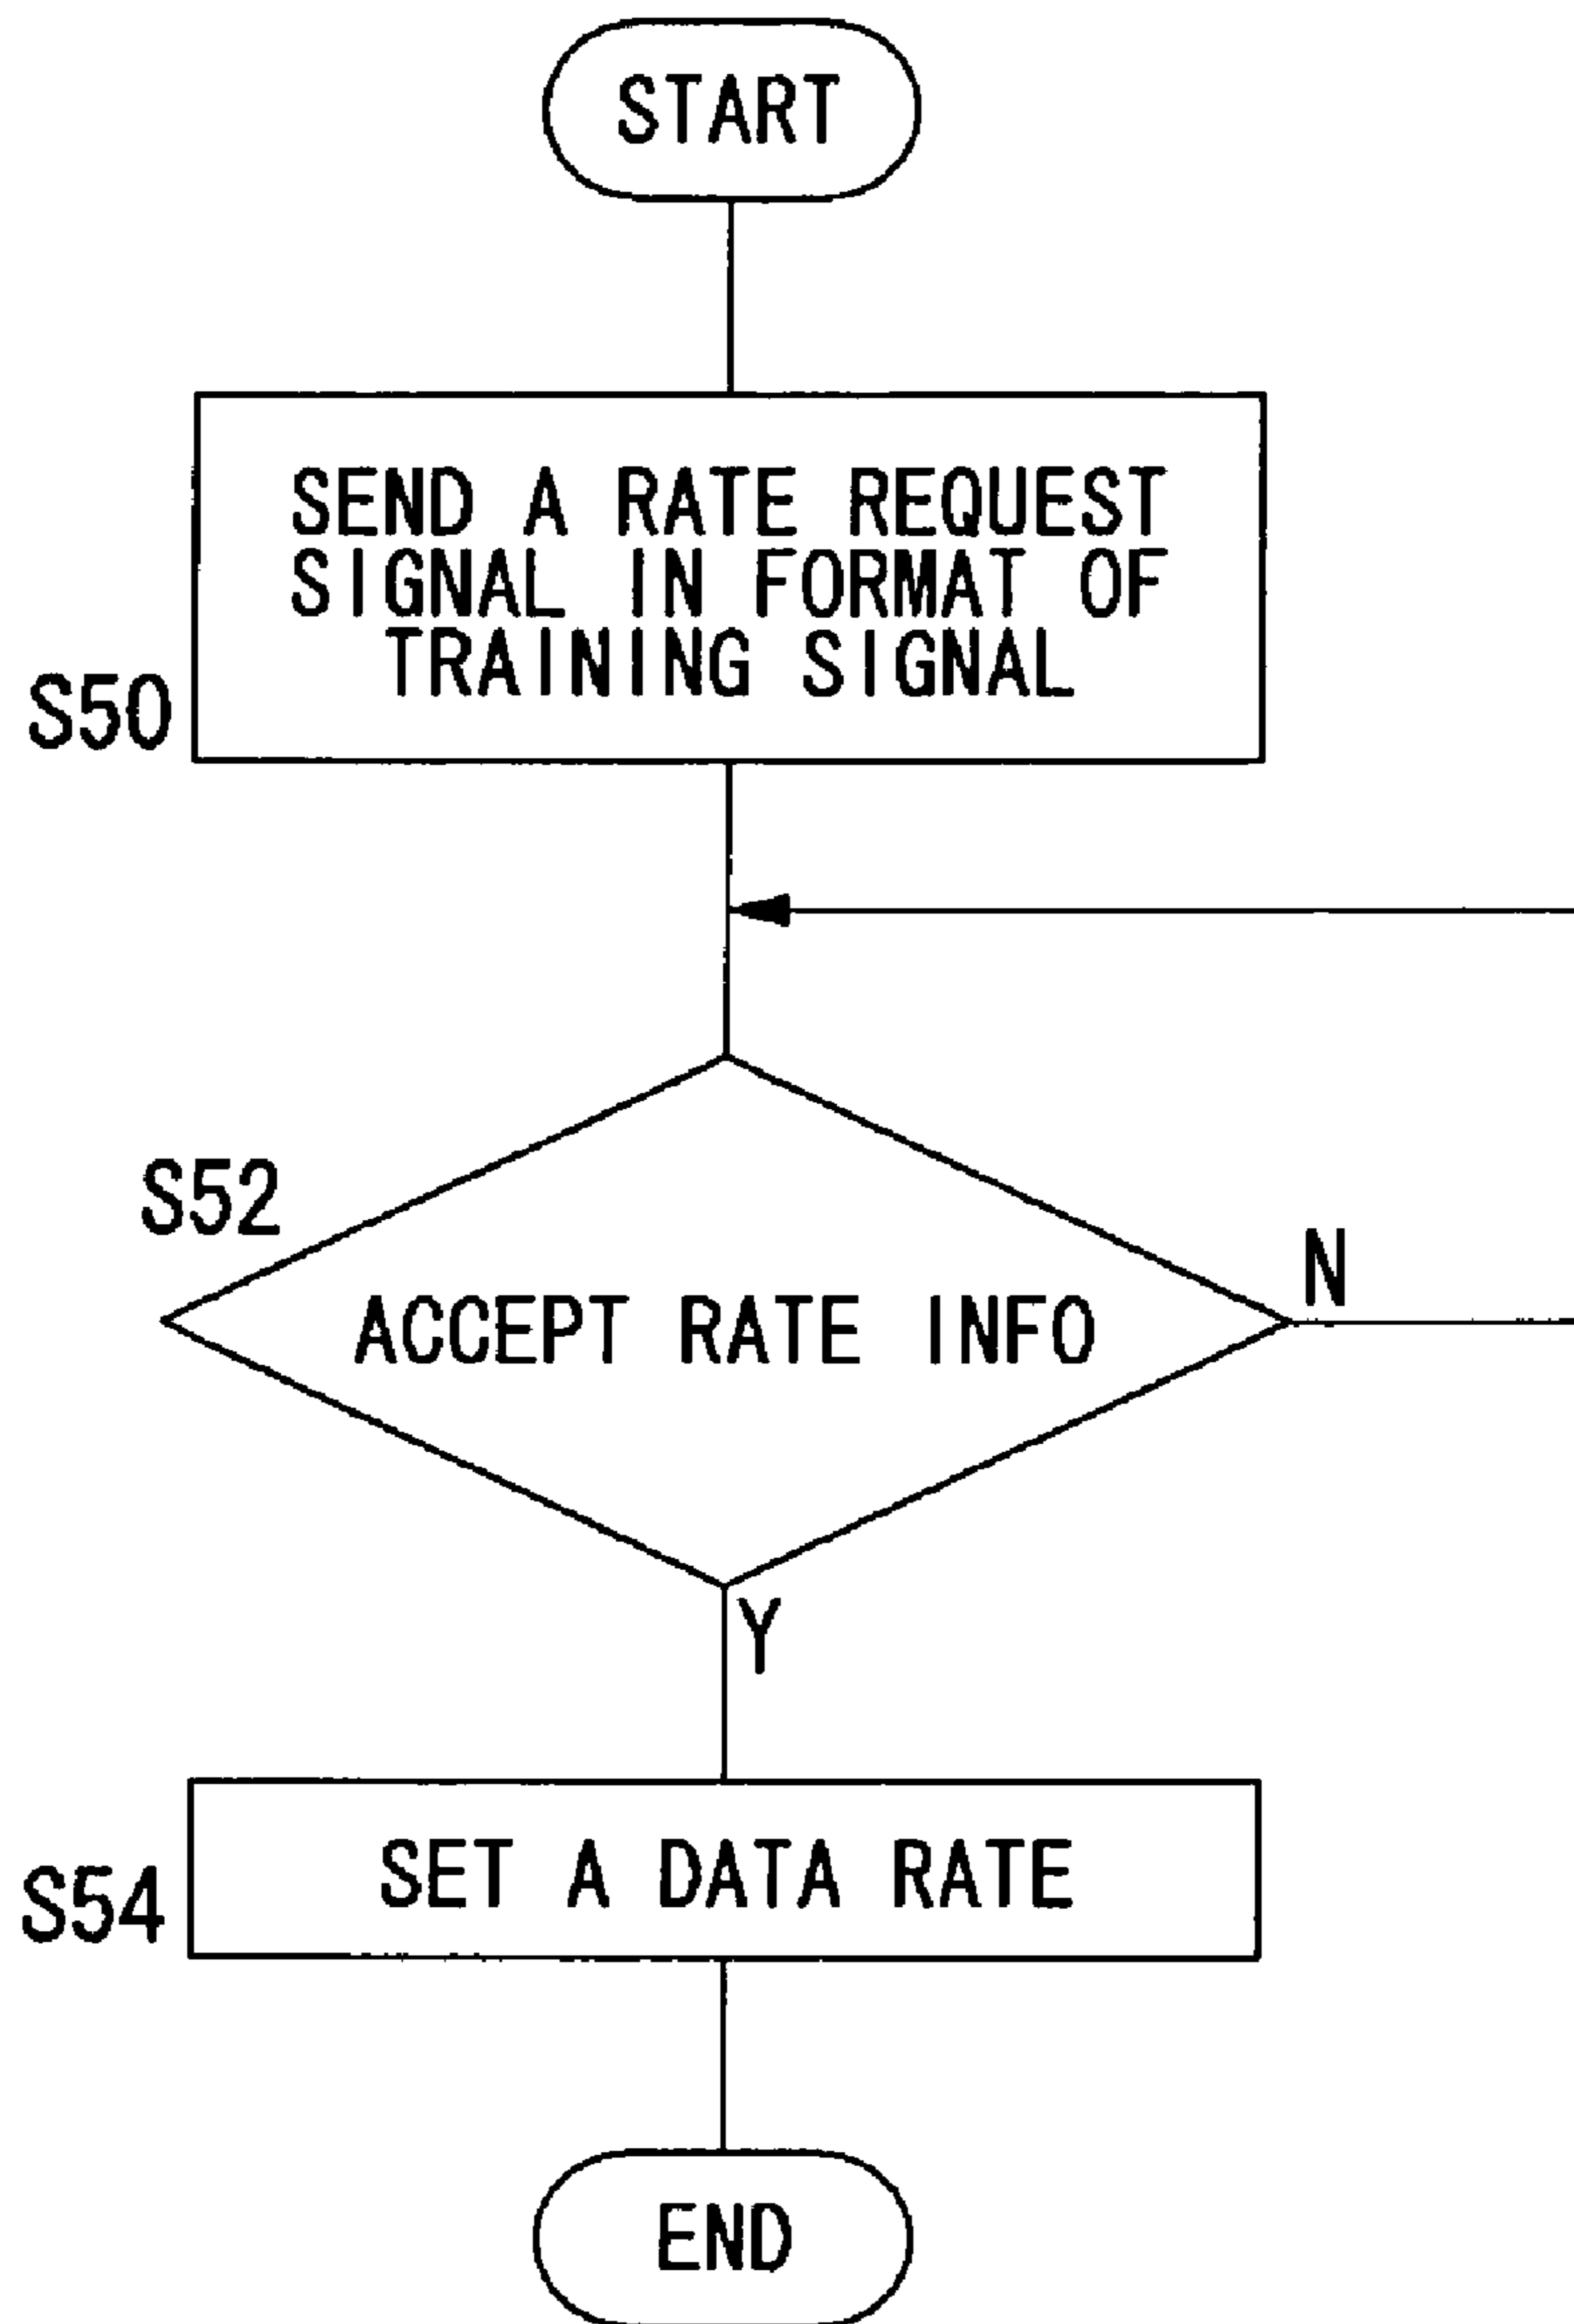 START
SEND A RATE REQUEST
SIGNAL IN FORMAT OF
TRAINING SIGNAL
S50
S52
N
ACCEPT RATE INFO
Y
SET A DATA RATE
S54
END